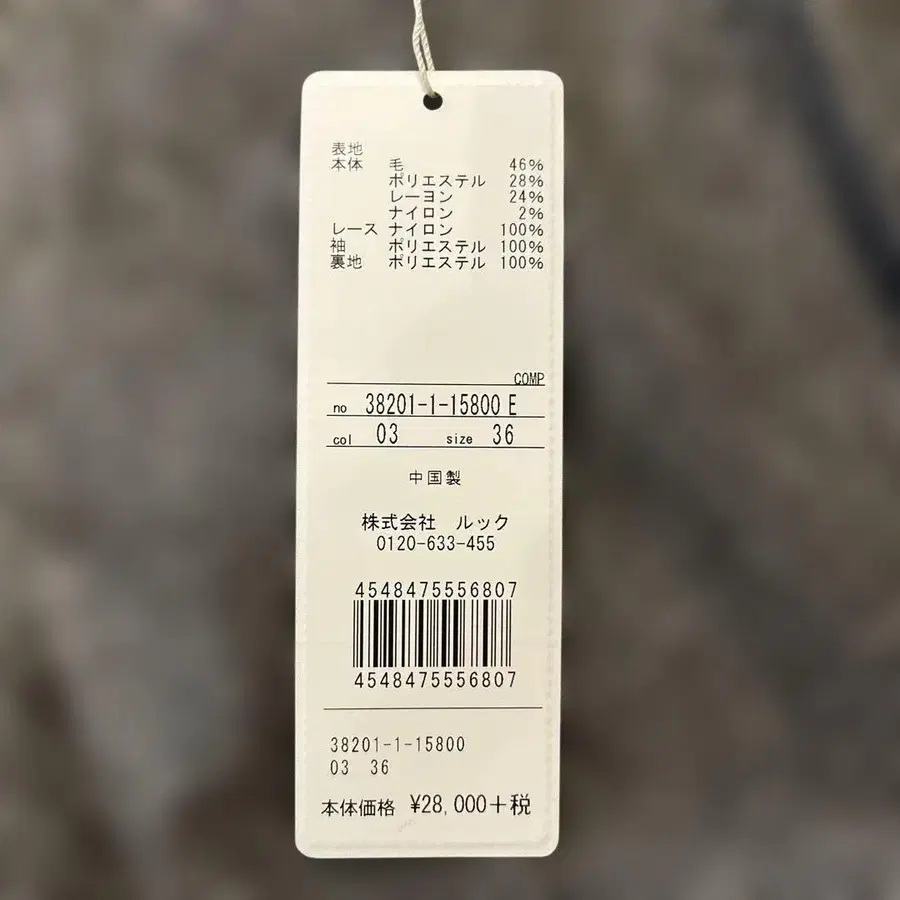 表地
本体 毛 46%
ポリエステル 28%
レーヨン 24%
ナイロン 2%
レース ナイロン 100%
袖 ポリエステル 100%
裏地 ポリエステル 100%
COMP
no 38201-1-15800 E
col 03 size 36
中国製
株式会社 ルック
0120-633-455
4548475556807
4548475556807
38201-1-15800
03 36
本体価格 ¥28,000+税